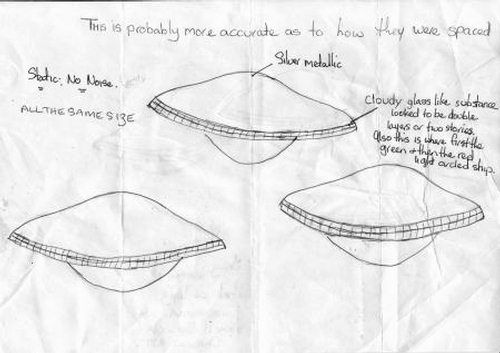 This is probably more accurate as to how they were spaced
Silver metallic
Static. No Noise.
ALL THE SAME SIZE
Cloudy glass like substance
looked to be double
layers or two stories.
Also this is where first the
green & then the red
light circled ship.